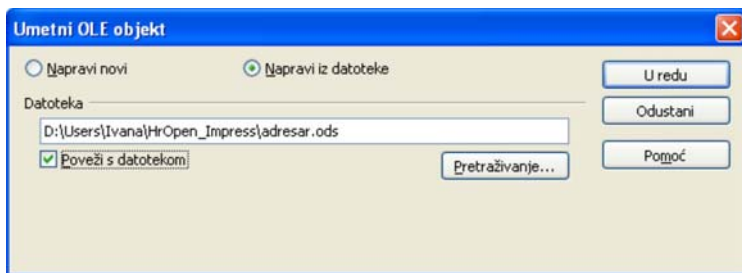 Umetni OLE objekt
Napravi novi
Napravi iz datoteke
U redu
Datoteka
Odustani
D:\Users\Ivana\HrOpen_Impress\adresar.ods
Poveži s datotekom
Pretraživanje...
Pomoć